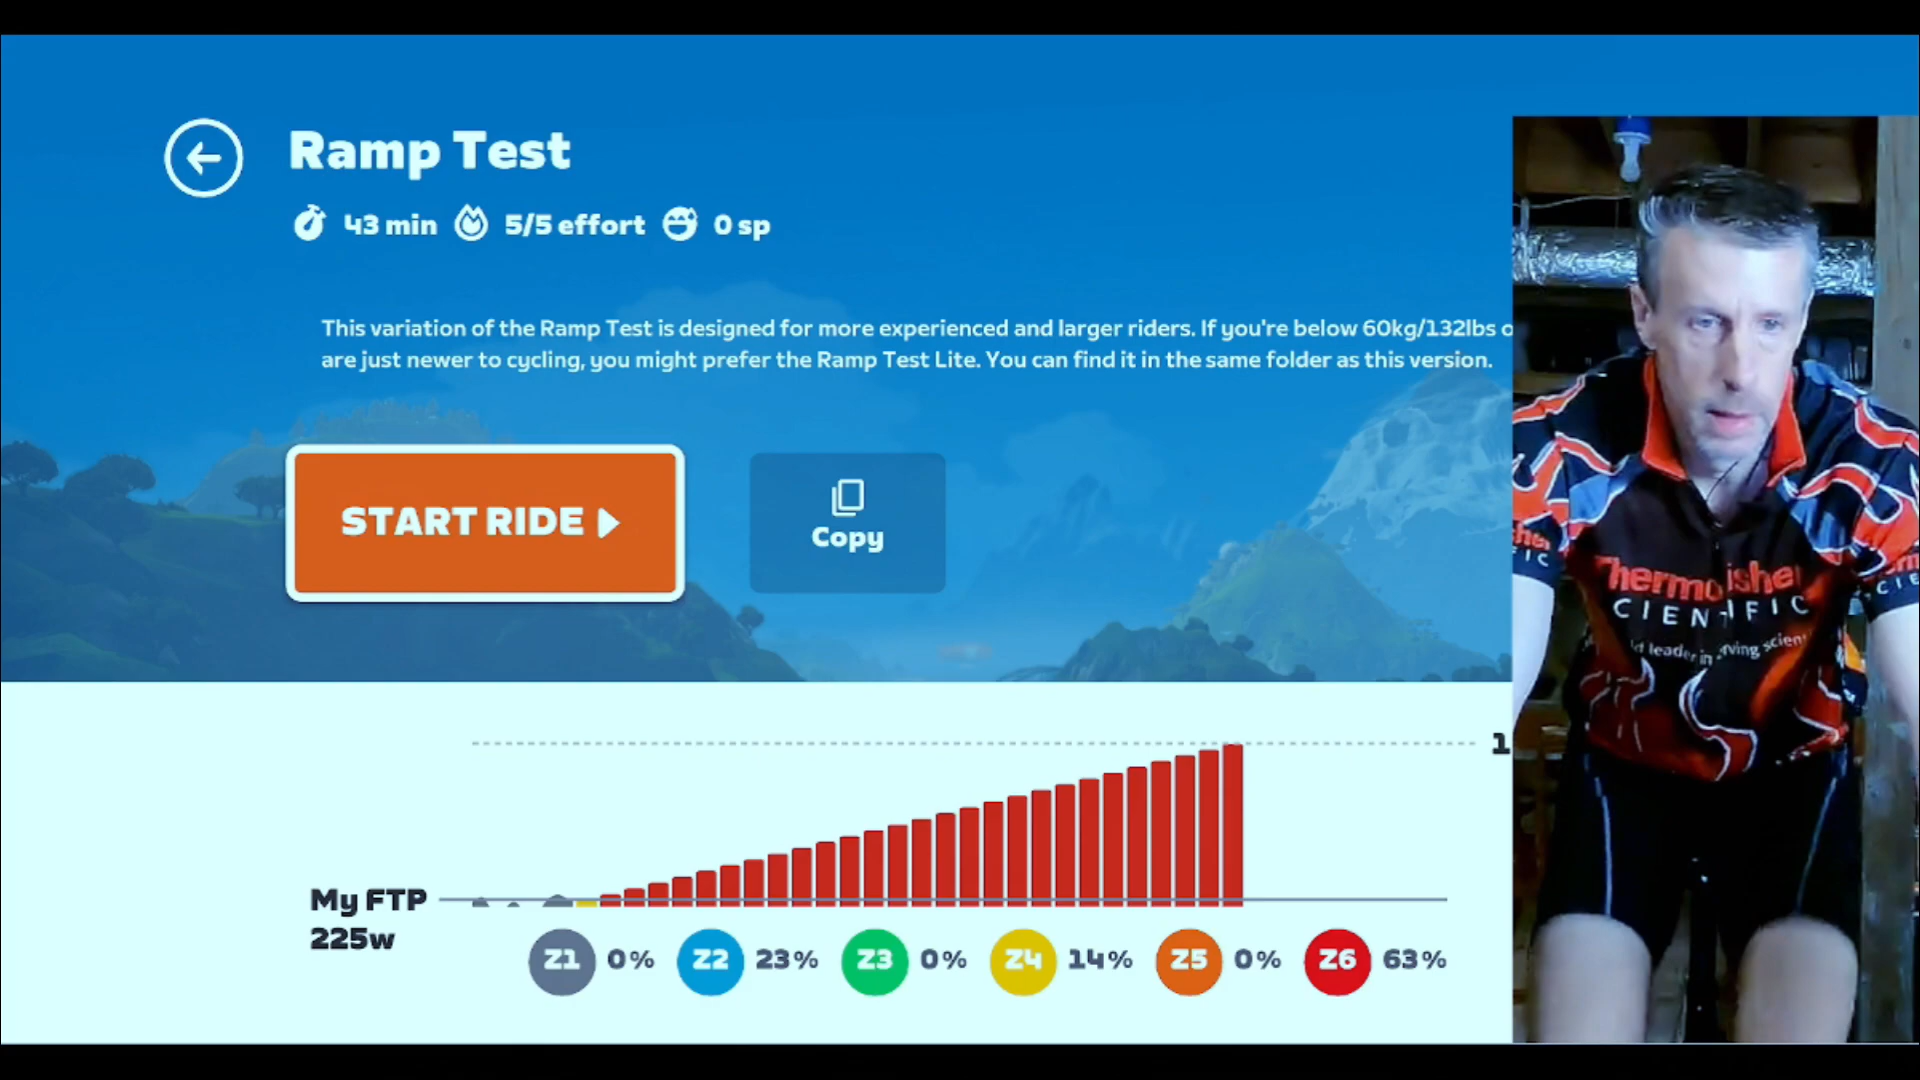 Ramp Test
43 min 5/5 effort 0 sp
This variation of the Ramp Test is designed for more experienced and larger riders. If you're below 60kg/132lbs o
are just newer to cycling, you might prefer the Ramp Test Lite. You can find it in the same folder as this version.
START RIDE
Copy
1
My FTP
225w
Z1 0% Z2 23% Z3 0% Z4 14% Z5 0% Z6 63%
CIENTIFIC
leader in